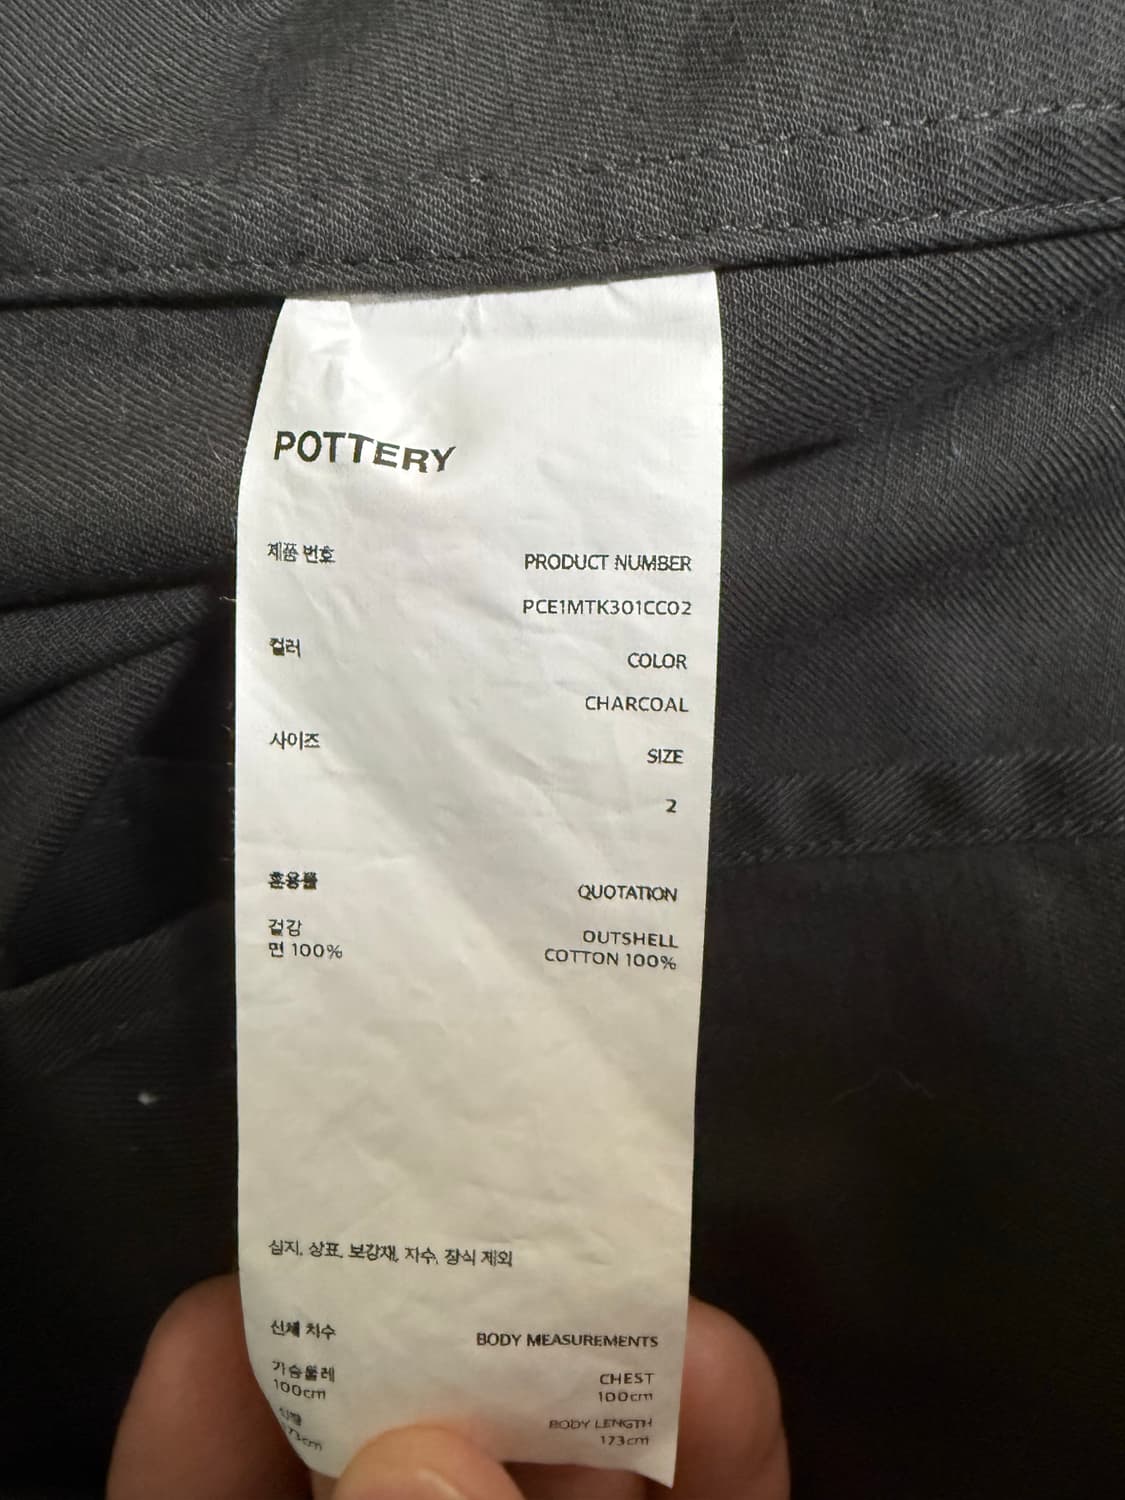 POTTERY
제품 번호 PRODUCT NUMBER
PCE1MTK301CC02
컬러 COLOR
CHARCOAL
사이즈 SIZE
2
혼용률 QUOTATION
겉감 OUTSHELL
면 100% COTTON 100%
심지, 상표, 보강재, 자수, 장식 제외
신체 치수 BODY MEASUREMENTS
가슴둘레 CHEST
100cm 100cm
신장 BODY LENGTH
173cm 173cm